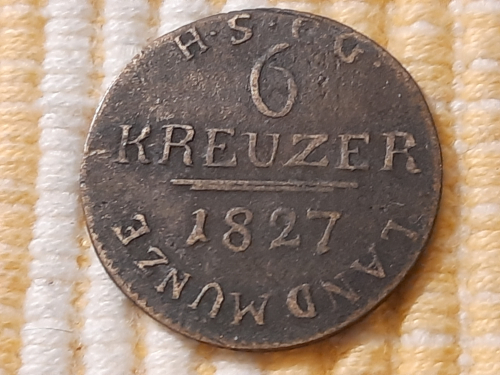 H.S.C.G.
6
KREUZER
1827
LANDMUNZE